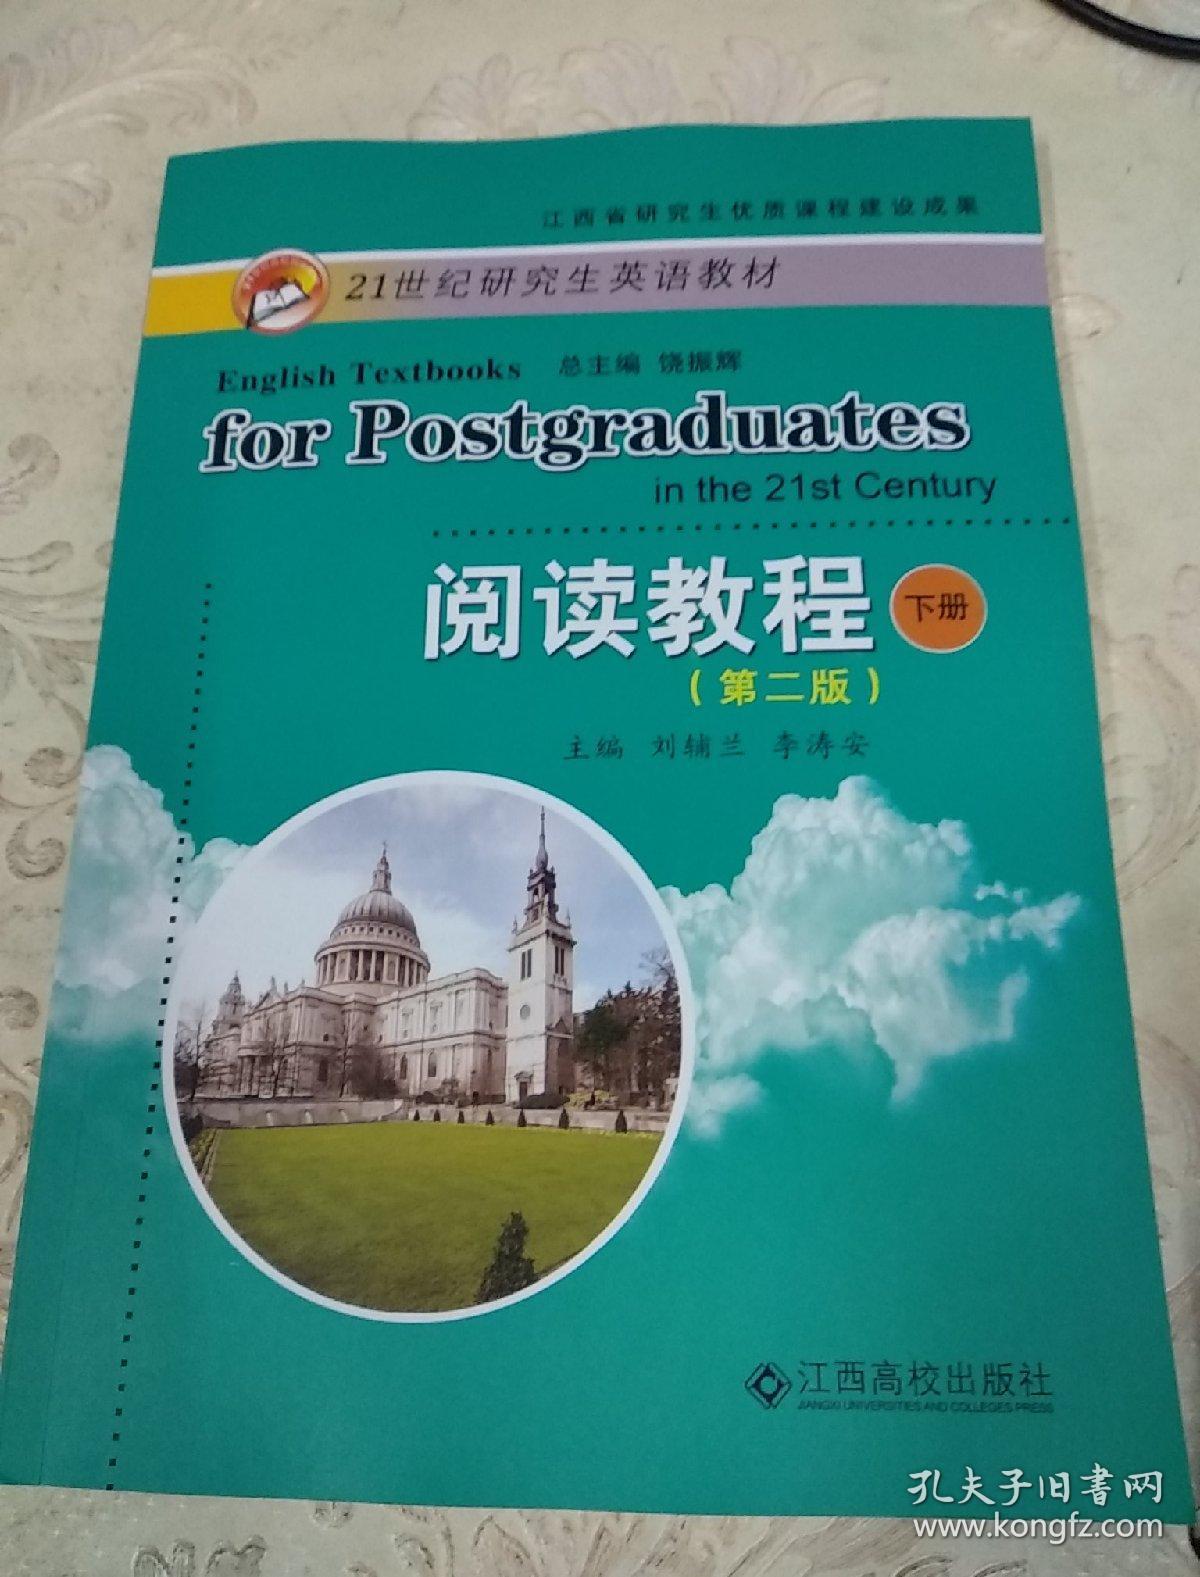 江西省研究生优质课程建设成果
21世纪研究生英语教材
English Textbooks 总主编 饶振辉
for Postgraduates
in the 21st Century
阅读教程 下册
（第二版）
主编 刘辅兰 李涛安
江西高校出版社
JIANGXI UNIVERSITIES AND COLLEGES PRESS
孔夫子旧书网
www.kongfz.com